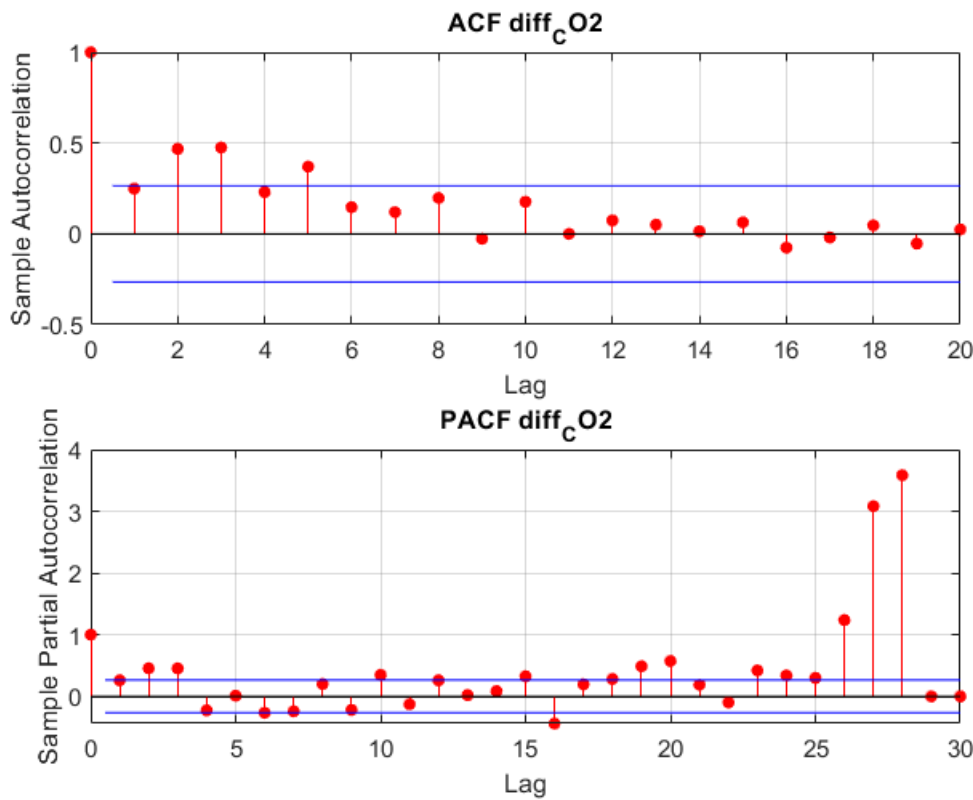 ACF diff_CO2
Sample Autocorrelation
1
0.5
0
-0.5
0 2 4 6 8 10 12 14 16 18 20
Lag
PACF diff_CO2
Sample Partial Autocorrelation
4
3
2
1
0
0 5 10 15 20 25 30
Lag